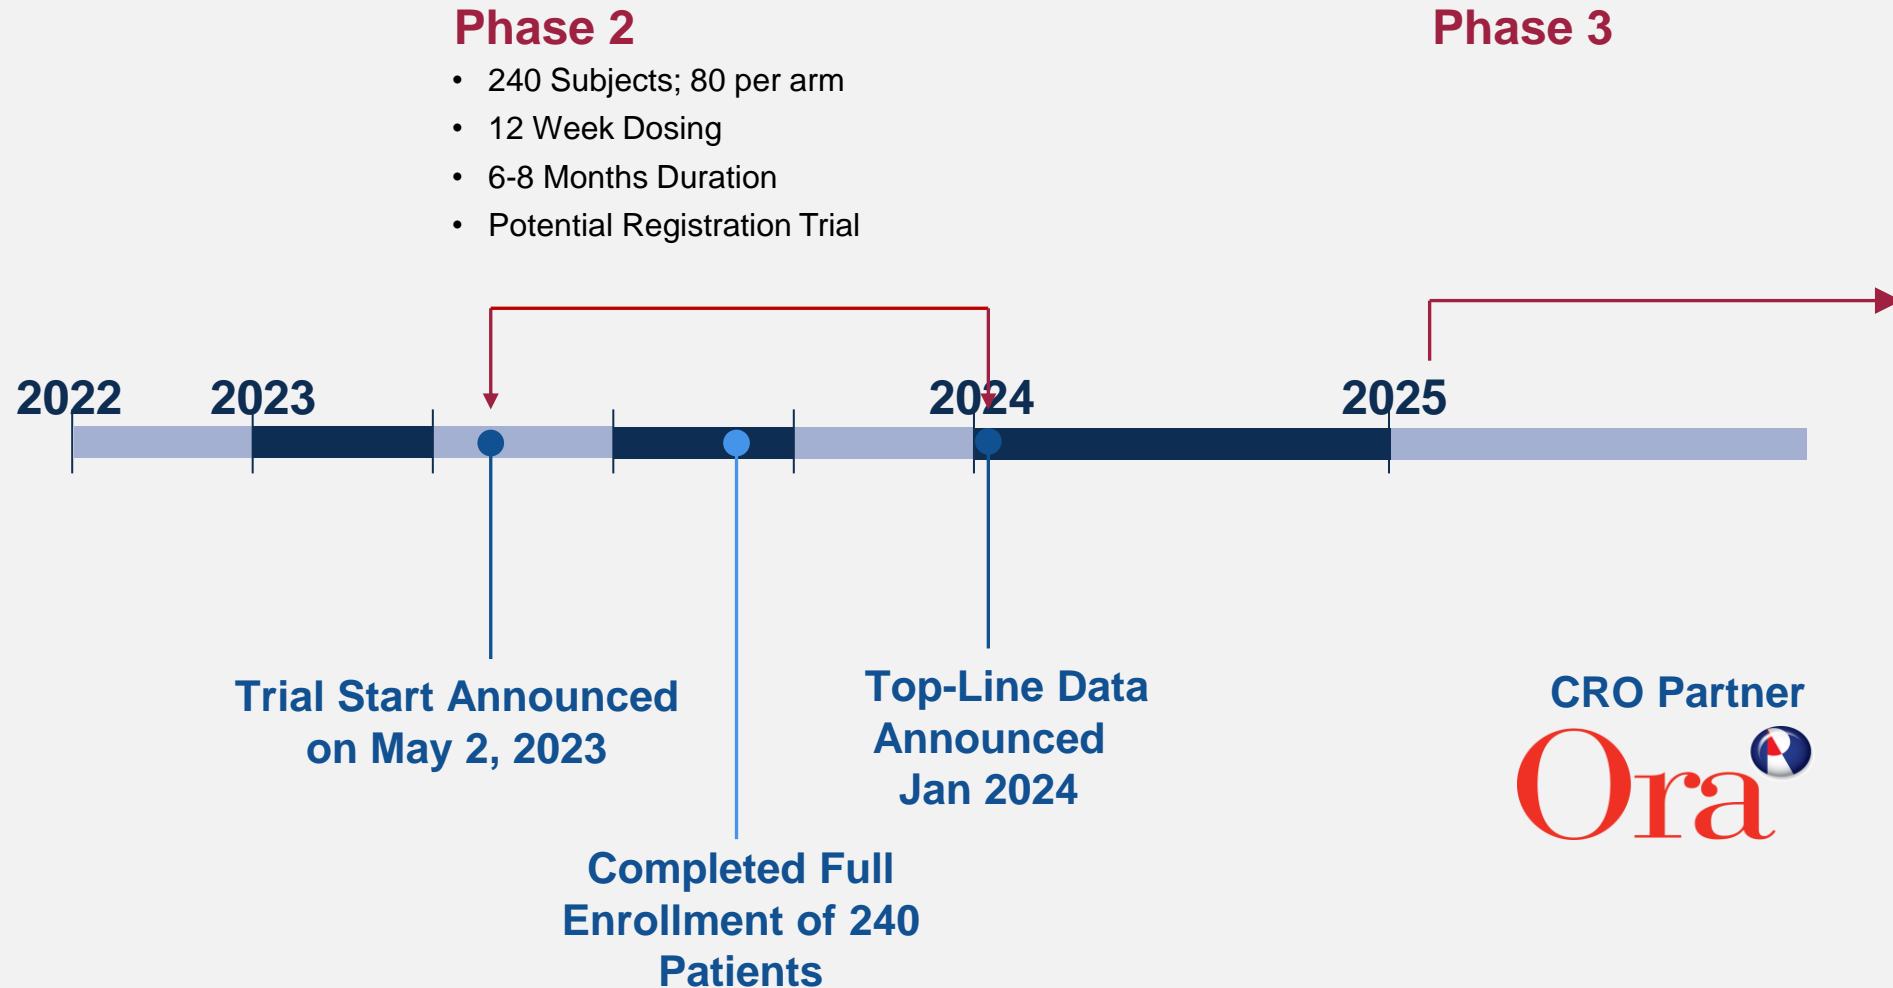 Phase 2
• 240 Subjects; 80 per arm
• 12 Week Dosing
• 6-8 Months Duration
• Potential Registration Trial
Phase 3
2022
2023
2024
2025
Trial Start Announced
on May 2, 2023
Completed Full
Enrollment of 240
Patients
Top-Line Data
Announced
Jan 2024
CRO Partner
Ora